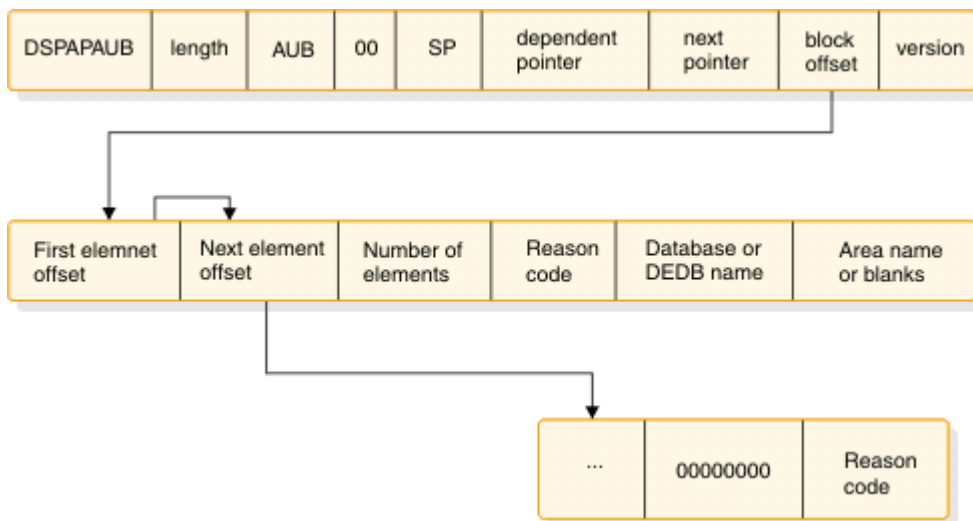 DSPAPAUB
length
AUB
00
SP
dependent
pointer
next
pointer
block
offset
version
First elemnet
offset
Next element
offset
Number of
elements
Reason
code
Database or
DEDB name
Area name
or blanks
...
00000000
Reason
code